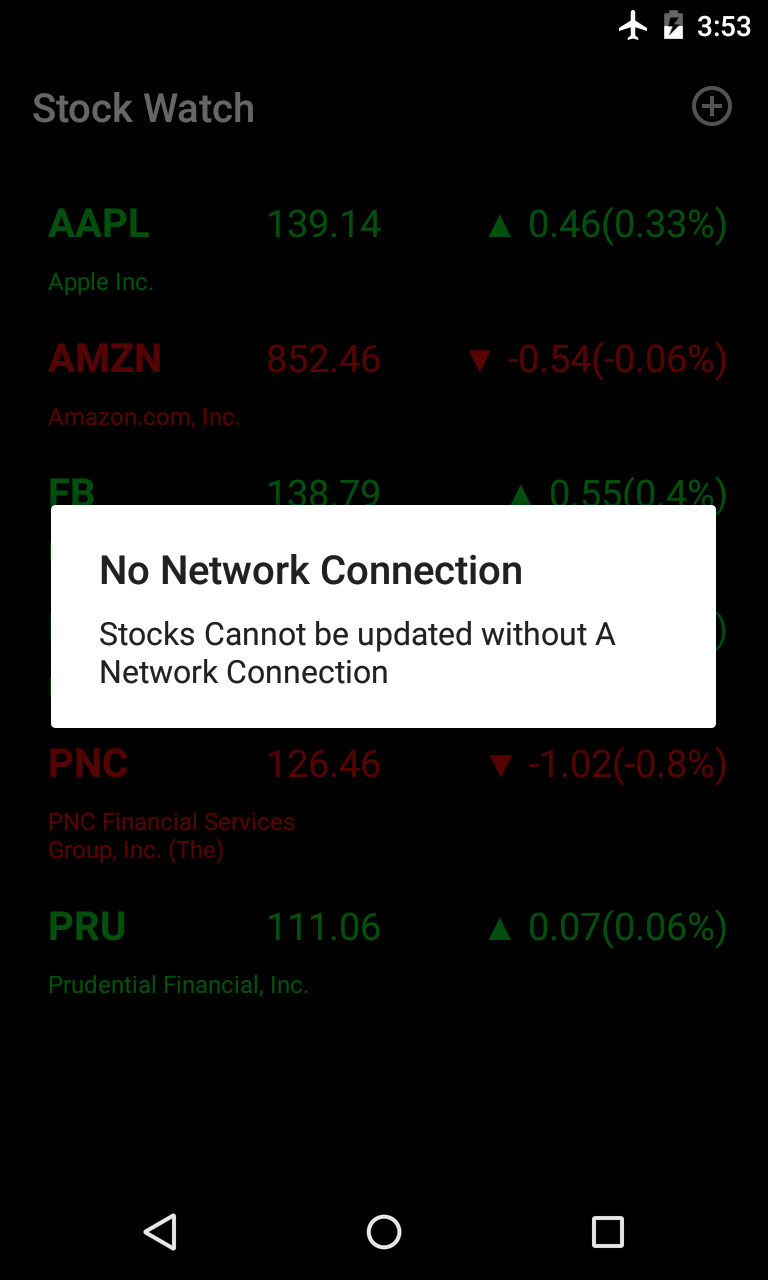 3:53
Stock Watch
AAPL 139.14 ▲ 0.46(0.33%)
Apple Inc.
AMZN 852.46 ▼ -0.54(-0.06%)
Amazon.com, Inc.
FB 138.79 ▲ 0.55(0.4%)
No Network Connection
Stocks Cannot be updated without A
Network Connection
)
PNC 126.46 ▼ -1.02(-0.8%)
PNC Financial Services
Group, Inc. (The)
PRU 111.06 ▲ 0.07(0.06%)
Prudential Financial, Inc.